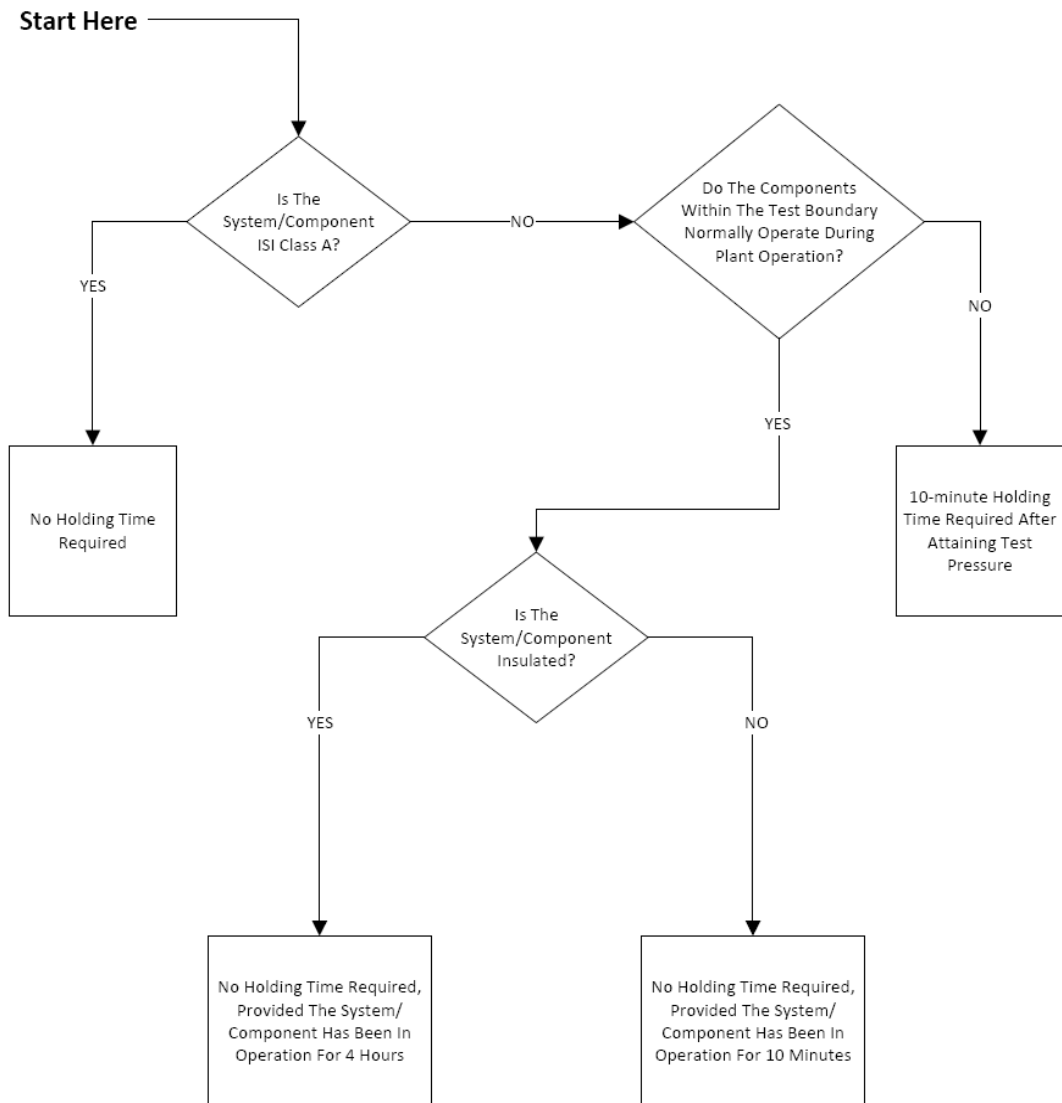 Start Here
Is The
System/Component
ISI Class A?
NO
Do The Components
Within The Test Boundary
Normally Operate During
Plant Operation?
YES
NO
YES
No Holding Time
Required
10-minute Holding
Time Required After
Attaining Test
Pressure
Is The
System/Component
Insulated?
YES
NO
No Holding Time Required,
Provided The System/
Component Has Been In
Operation For 4 Hours
No Holding Time Required,
Provided The System/
Component Has Been In
Operation For 10 Minutes